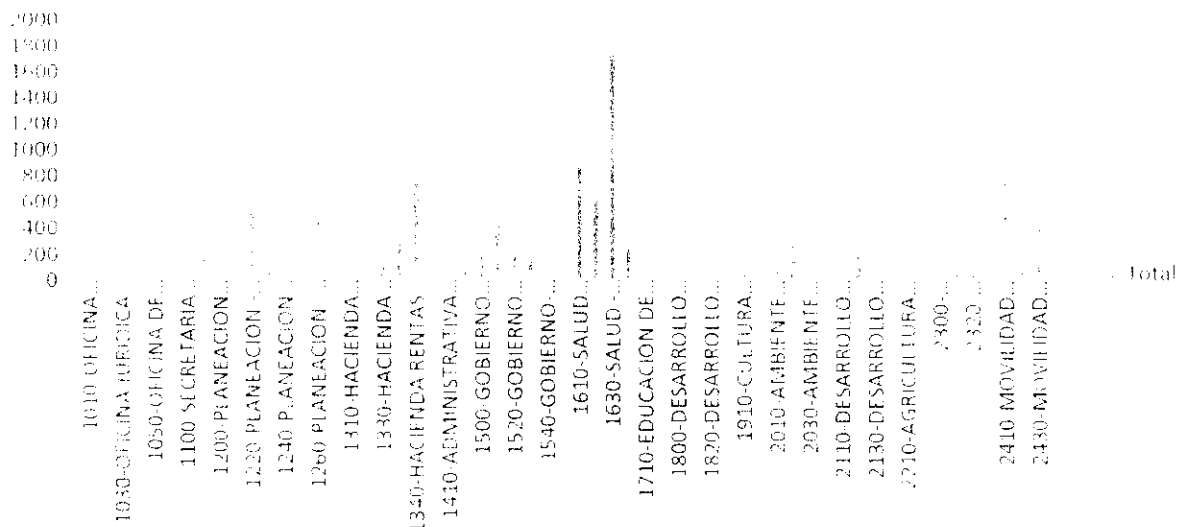 2000
1800
1600
1400
1200
1000
800
600
400
200
0
1010 OFICINA...
1030-OFICINA JURIDICA
1050-OFICINA DE...
1100 SECRETARIA...
1200-PLANEACION...
1220 PLANEACION -...
1240 PLANEACION...
1260 PLANEACION...
1310-HACIENDA...
1330-HACIENDA...
1340-HACIENDA RENTAS
1410-ADMINISTRATIVA...
1500-GOBIERNO...
1520-GOBIERNO...
1540-GOBIERNO-...
1610-SALUD...
1630-SALUD -...
1710-EDUCACION DE...
1800-DESARROLLO...
1820-DESARROLLO...
1910-CULTURA...
2010-AMBIENTE...
2030-AMBIENTE...
2110-DESARROLLO...
2130-DESARROLLO...
2210-AGRICULTURA...
2300-...
2320-...
2410 MOVILIDAD...
2430-MOVILIDAD...
Total